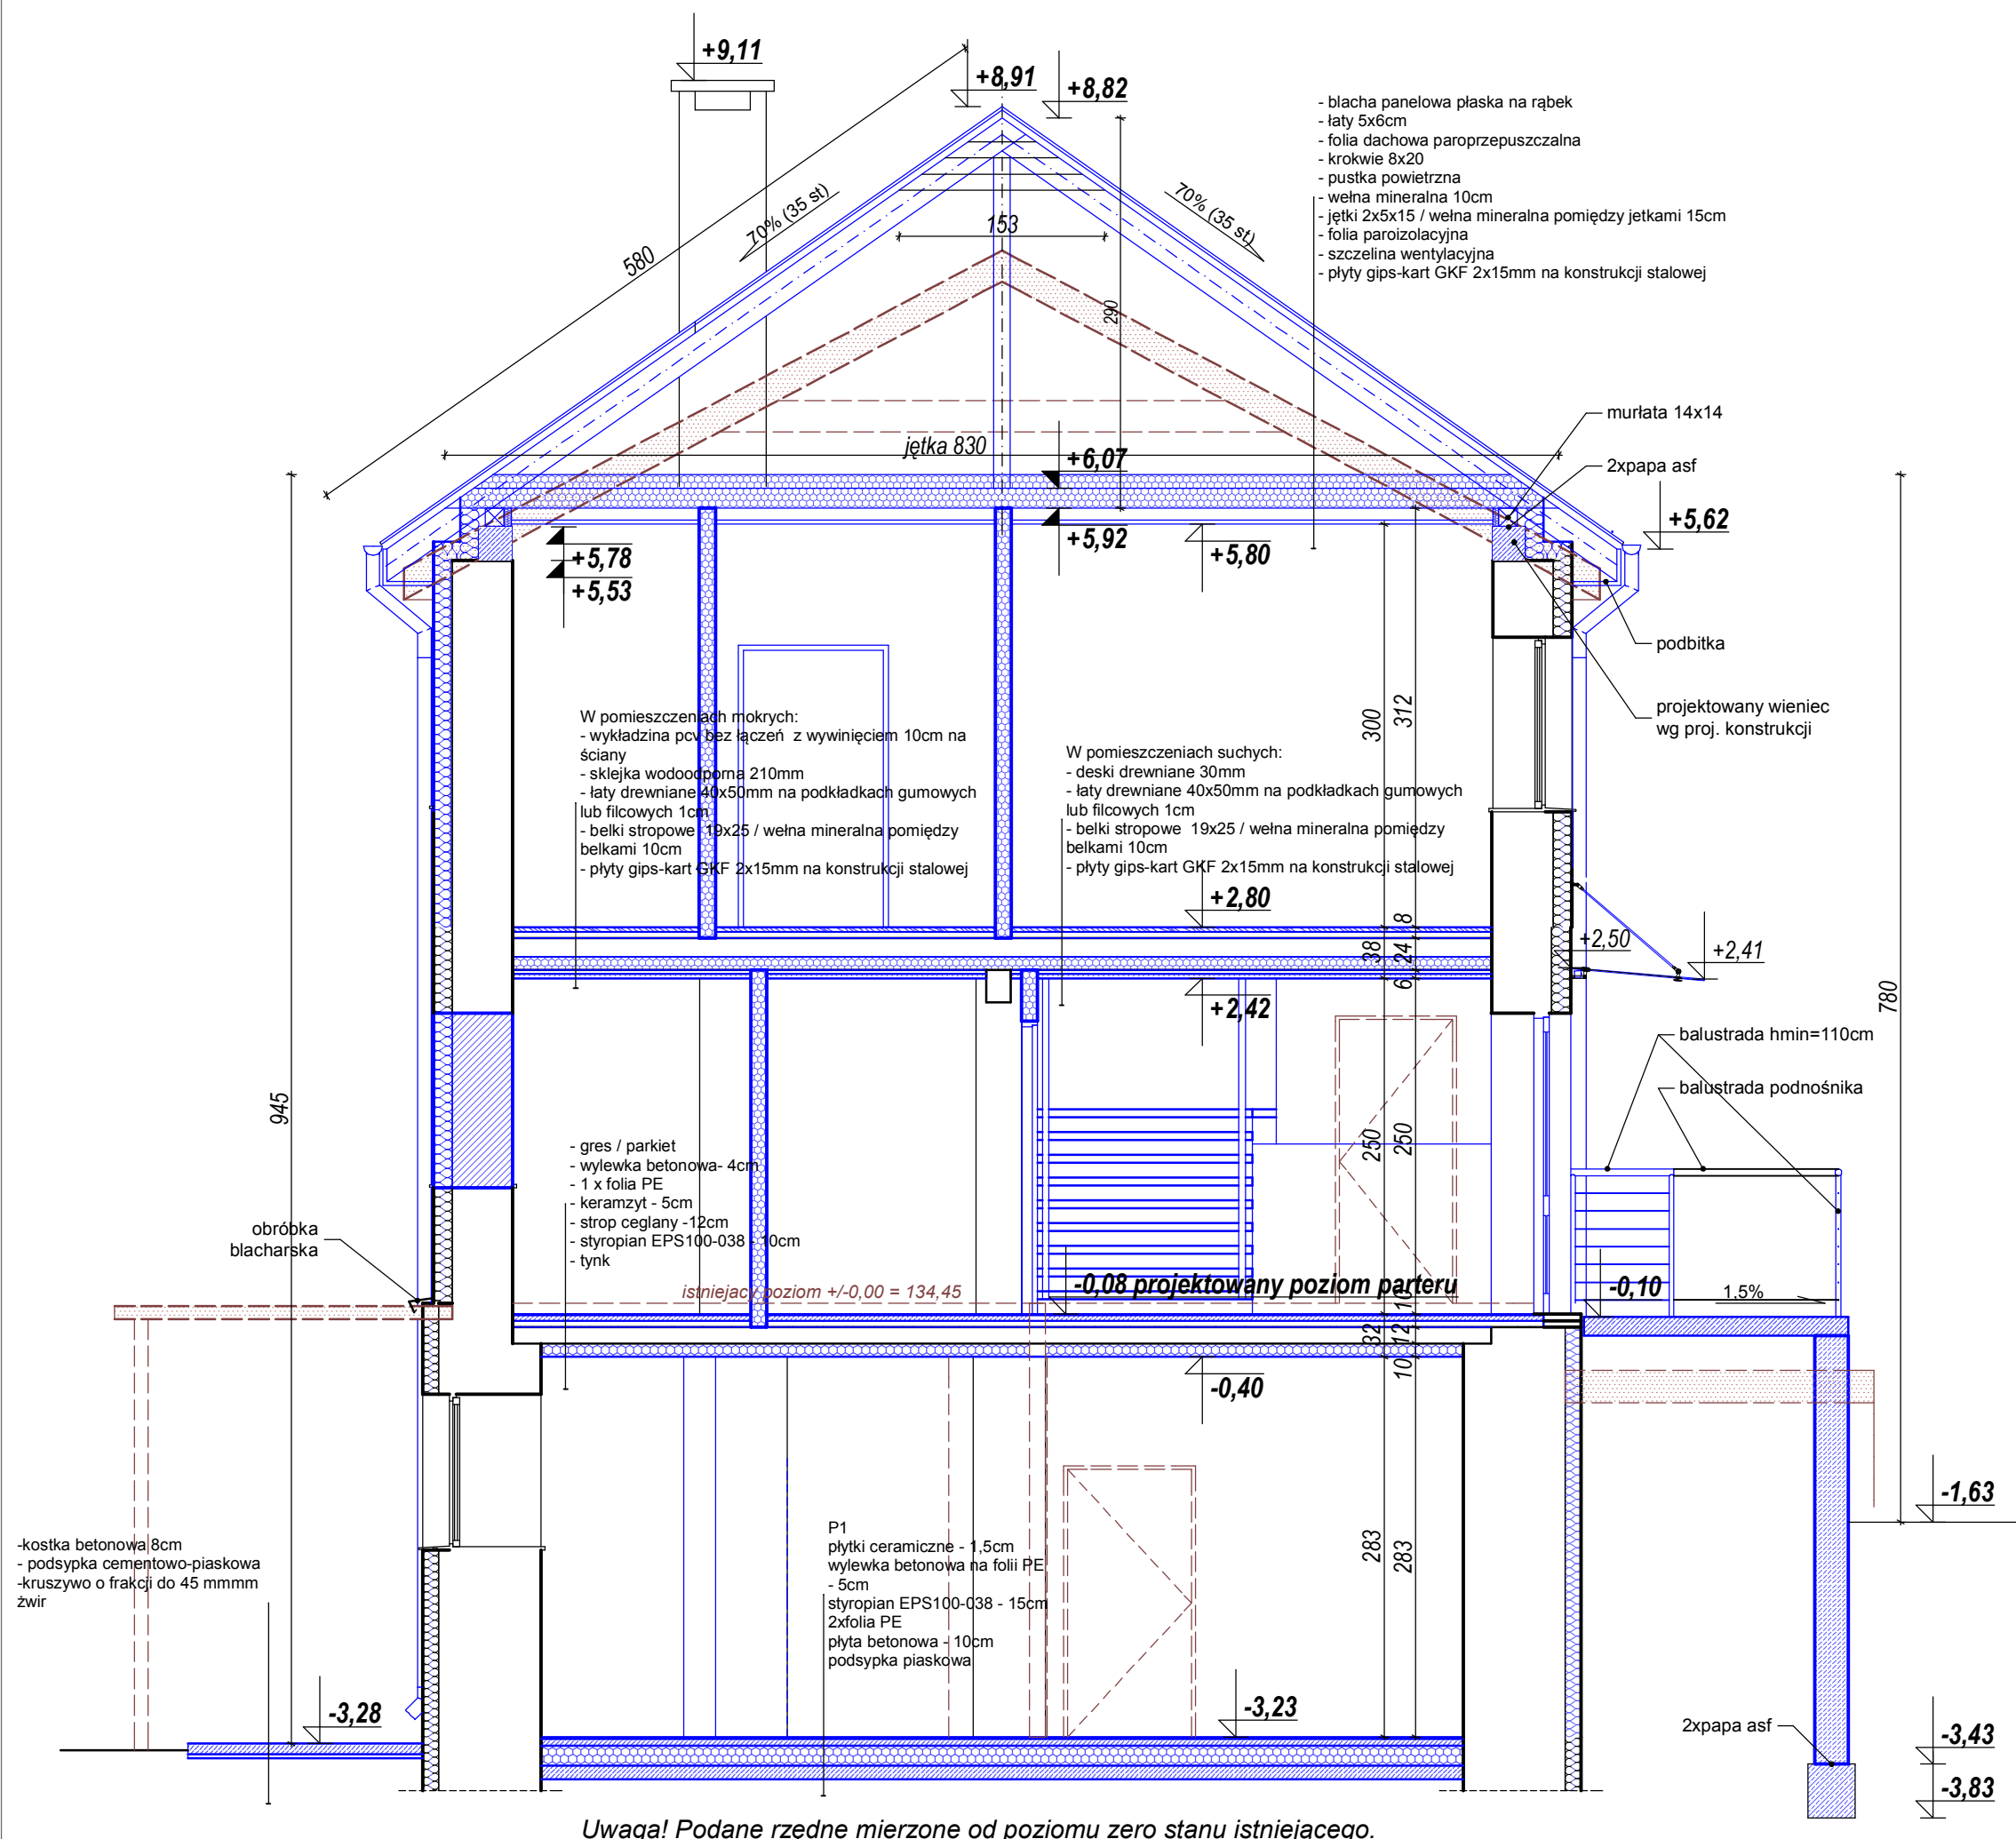 +9,11
+8,91
+8,82
- blacha panelowa płaska na rąbek
- łaty 5x6cm
- folia dachowa paroprzepuszczalna
- krokwie 8x20
- pustka powietrzna
- wełna mineralna 10cm
- jętki 2x5x15 / wełna mineralna pomiędzy jetkami 15cm
- folia paroizolacyjna
- szczelina wentylacyjna
- płyty gips-kart GKF 2x15mm na konstrukcji stalowej
580
70% (35 st)
70% (35 st)
153
290
jętka 830
murłata 14x14
2xpapa asf
+6,07
+5,62
+5,92
+5,80
+5,78
+5,53
podbitka
projektowany wieniec
wg proj. konstrukcji
300
312
W pomieszczeniach mokrych:
- wykładzina pcv bez łączeń z wywinięciem 10cm na
ściany
- sklejka wodoodporna 210mm
- łaty drewniane 40x50mm na podkładkach gumowych
lub filcowych 1cm
- belki stropowe 19x25 / wełna mineralna pomiędzy
belkami 10cm
- płyty gips-kart GKF 2x15mm na konstrukcji stalowej
W pomieszczeniach suchych:
- deski drewniane 30mm
- łaty drewniane 40x50mm na podkładkach gumowych
lub filcowych 1cm
- belki stropowe 19x25 / wełna mineralna pomiędzy
belkami 10cm
- płyty gips-kart GKF 2x15mm na konstrukcji stalowej
+2,80
8
38
24
6
+2,50
+2,41
+2,42
780
945
balustrada hmin=110cm
balustrada podnośnika
250
250
- gres / parkiet
- wylewka betonowa- 4cm
- 1 x folia PE
- keramzyt - 5cm
- strop ceglany -12cm
- styropian EPS100-038 - 10cm
- tynk
obróbka
blacharska
istniejący poziom +/-0,00 = 134,45
-0,08 projektowany poziom parteru
-0,10
1,5%
10
32
12
10
-0,40
-1,63
283
283
-kostka betonowa 8cm
- podsypka cementowo-piaskowa
-kruszywo o frakcji do 45 mmmm
żwir
P1
płytki ceramiczne - 1,5cm
wylewka betonowa na folii PE
- 5cm
styropian EPS100-038 - 15cm
2xfolia PE
płyta betonowa - 10cm
podsypka piaskowa
-3,28
-3,23
2xpapa asf
-3,43
-3,83
Uwaga! Podane rzędne mierzone od poziomu zero stanu istniejącego.